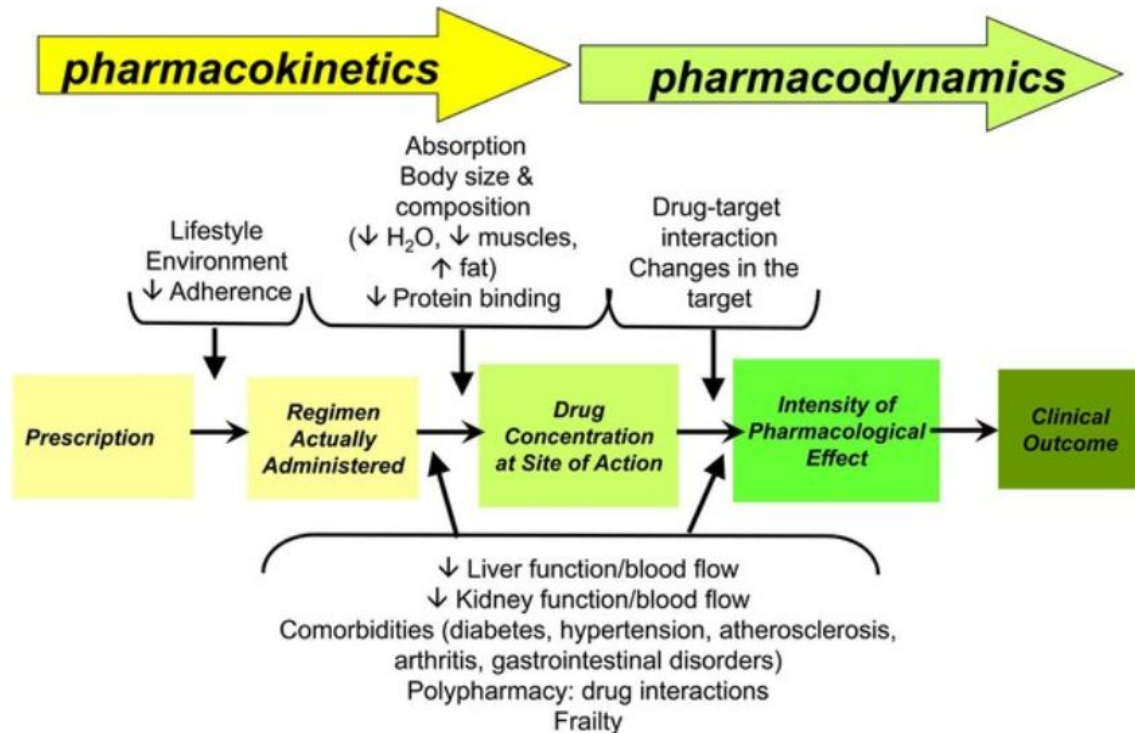 pharmacokinetics
pharmacodynamics
Absorption
Body size &
composition
(↓ H₂O, ↓ muscles,
↑ fat)
↓ Protein binding
Lifestyle
Environment
↓ Adherence
Drug-target
interaction
Changes in the
target
Prescription
Regimen
Actually
Administered
Drug
Concentration
at Site of Action
Intensity of
Pharmacological
Effect
Clinical
Outcome
↓ Liver function/blood flow
↓ Kidney function/blood flow
Comorbidities (diabetes, hypertension, atherosclerosis,
arthritis, gastrointestinal disorders)
Polypharmacy: drug interactions
Frailty